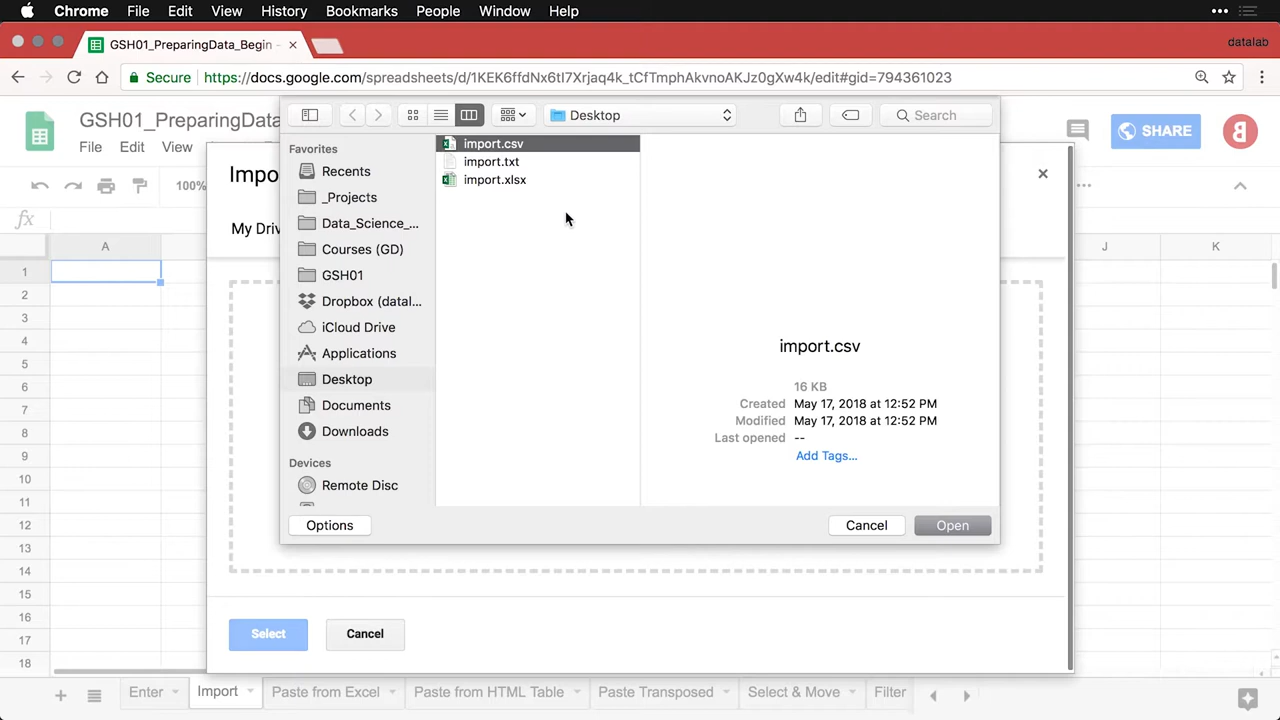 Chrome File Edit View History Bookmarks People Window Help
GSH01_PreparingData_Begin - × datalab
Secure https://docs.google.com/spreadsheets/d/1KEK6ffdNx6tI7Xrjaq4k_tCfTmphAkvnoAKJz0gXw4k/edit#gid=794361023
Desktop Search
GSH01_PreparingData
File Edit View
SHARE
100%
Impo
My Driv
Favorites
Recents
_Projects
Data_Science_...
Courses (GD)
GSH01
Dropbox (datal...
iCloud Drive
Applications
Desktop
Documents
Downloads
Devices
Remote Disc
import.csv
import.txt
import.xlsx
import.csv
16 KB
Created May 17, 2018 at 12:52 PM
Modified May 17, 2018 at 12:52 PM
Last opened --
Add Tags...
Options Cancel Open
Select Cancel
fx
A J K
1
2
3
4
5
6
7
8
9
10
11
12
13
14
15
16
17
18
Enter Import Paste from Excel Paste from HTML Table Paste Transposed Select & Move Filter